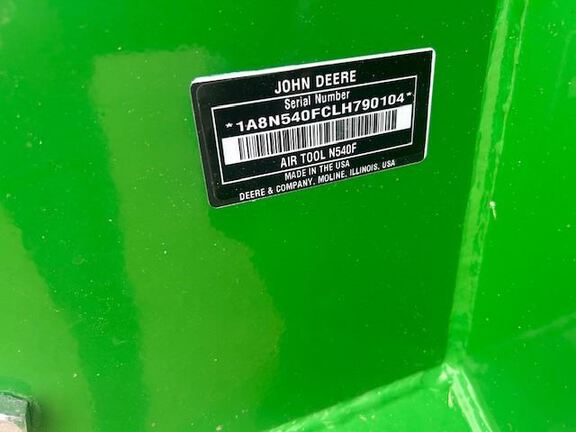 JOHN DEERE
Serial Number
*1A8N540FCLH790104*
AIR TOOL N540F
MADE IN THE USA
DEERE & COMPANY, MOLINE, ILLINOIS, USA